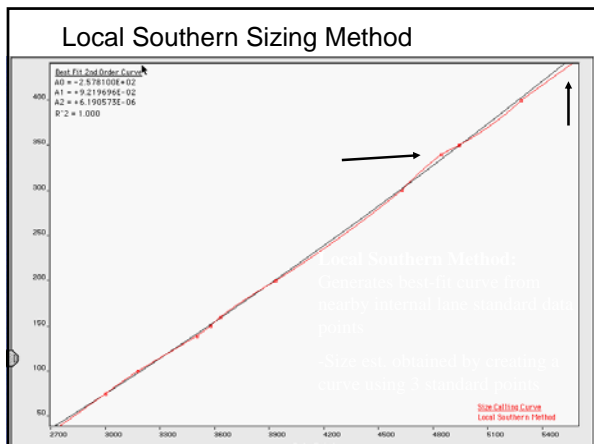 Local Southern Sizing Method
Best Fit 2nd Order Curve
A0 = -2.578100E+02
A1 = +9.219696E-02
A2 = +6.190573E-06
R^2 = 1.000
400
350
300
200
150
100
50
Local Southern Method:
Generates best-fit curve from
nearby internal lane standard data
points
-Size est. obtained by creating a
curve using 3 standard points
Size Calling Curve
Local Southern Method
2700 3000 3300 3600 3900 4200 4500 4800 5100 5400